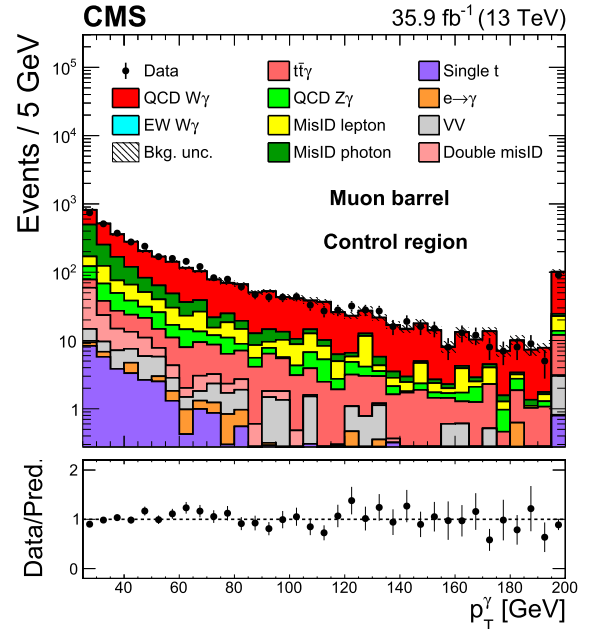 CMS 35.9 fb⁻¹ (13 TeV)
Events / 5 GeV
10⁵
10⁴
10³
10²
10
1
Data
QCD Wγ
EW Wγ
Bkg. unc.
tt̄γ
QCD Zγ
MisID lepton
MisID photon
Single t
e→γ
VV
Double misID
Muon barrel
Control region
Data/Pred.
2
1
0
40 60 80 100 120 140 160 180 200
p_T^γ [GeV]